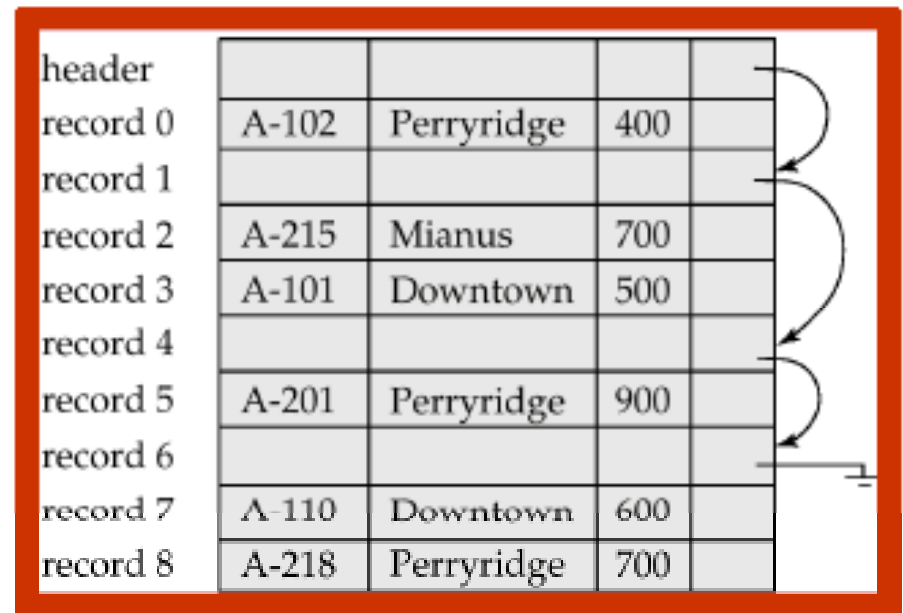 header
record 0 A-102 Perryridge 400
record 1
record 2 A-215 Mianus 700
record 3 A-101 Downtown 500
record 4
record 5 A-201 Perryridge 900
record 6
record 7 A-110 Downtown 600
record 8 A-218 Perryridge 700